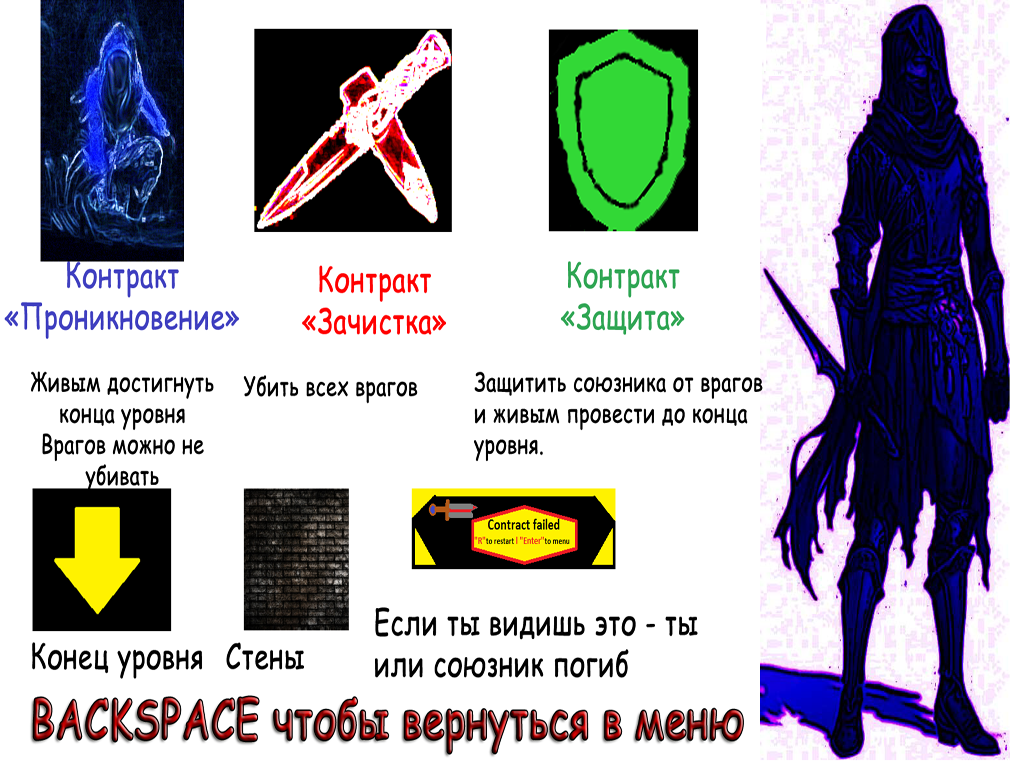 Контракт
«Проникновение»
Живым достигнуть
конца уровня
Врагов можно не
убивать
Контракт
«Зачистка»
Убить всех врагов
Контракт
«Защита»
Защитить союзника от врагов
и живым провести до конца
уровня.
Конец уровня
Стены
Contract failed
"R"to restart I "Enter"to menu
Если ты видишь это - ты
или союзник погиб
BACKSPACE чтобы вернуться в меню